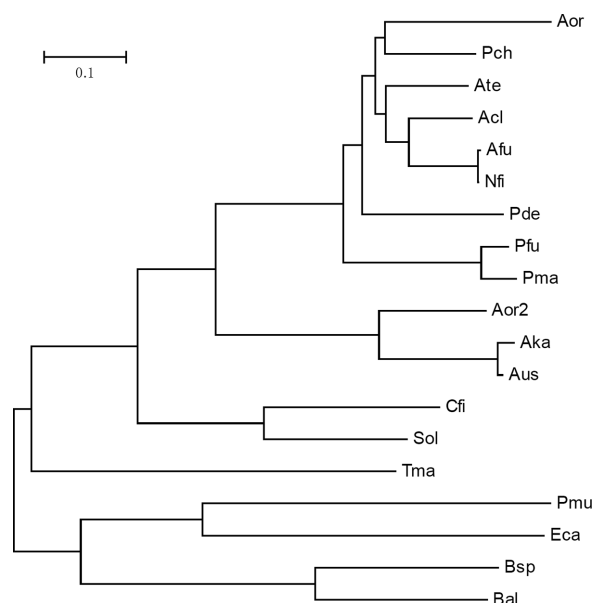 Aor
0.1
Pch
Ate
Acl
Afu
Nfi
Pde
Pfu
Pma
Aor2
Aka
Aus
Cfi
Sol
Tma
Pmu
Eca
Bsp
Bal